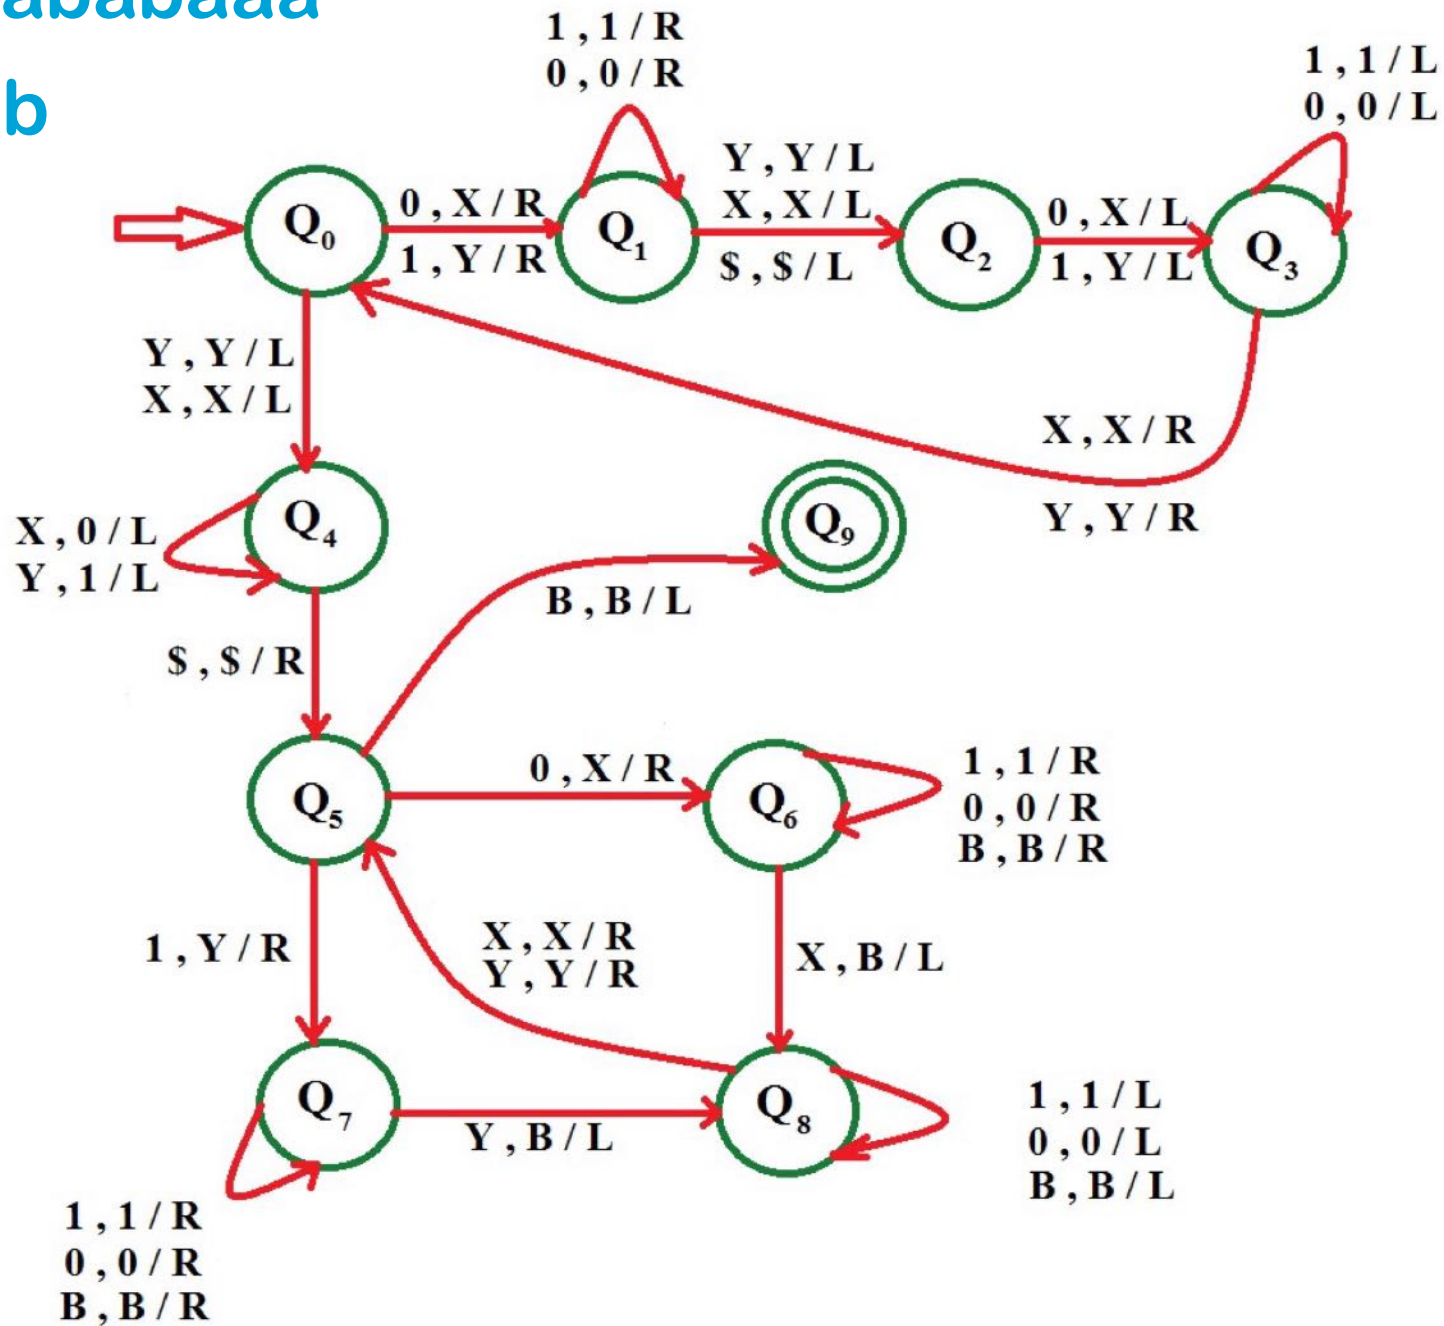 ababaaa
b
1 , 1 / R
0 , 0 / R
1 , 1 / L
0 , 0 / L
Y , Y / L
X , X / L
$ , $ / L
0 , X / R
1 , Y / R
0 , X / L
1 , Y / L
Q0
Q1
Q2
Q3
Y , Y / L
X , X / L
X , X / R
Y , Y / R
Q4
X , 0 / L
Y , 1 / L
Q9
B , B / L
$ , $ / R
Q5
0 , X / R
Q6
1 , 1 / R
0 , 0 / R
B , B / R
1 , Y / R
X , X / R
Y , Y / R
X , B / L
Q7
Y , B / L
Q8
1 , 1 / L
0 , 0 / L
B , B / L
1 , 1 / R
0 , 0 / R
B , B / R